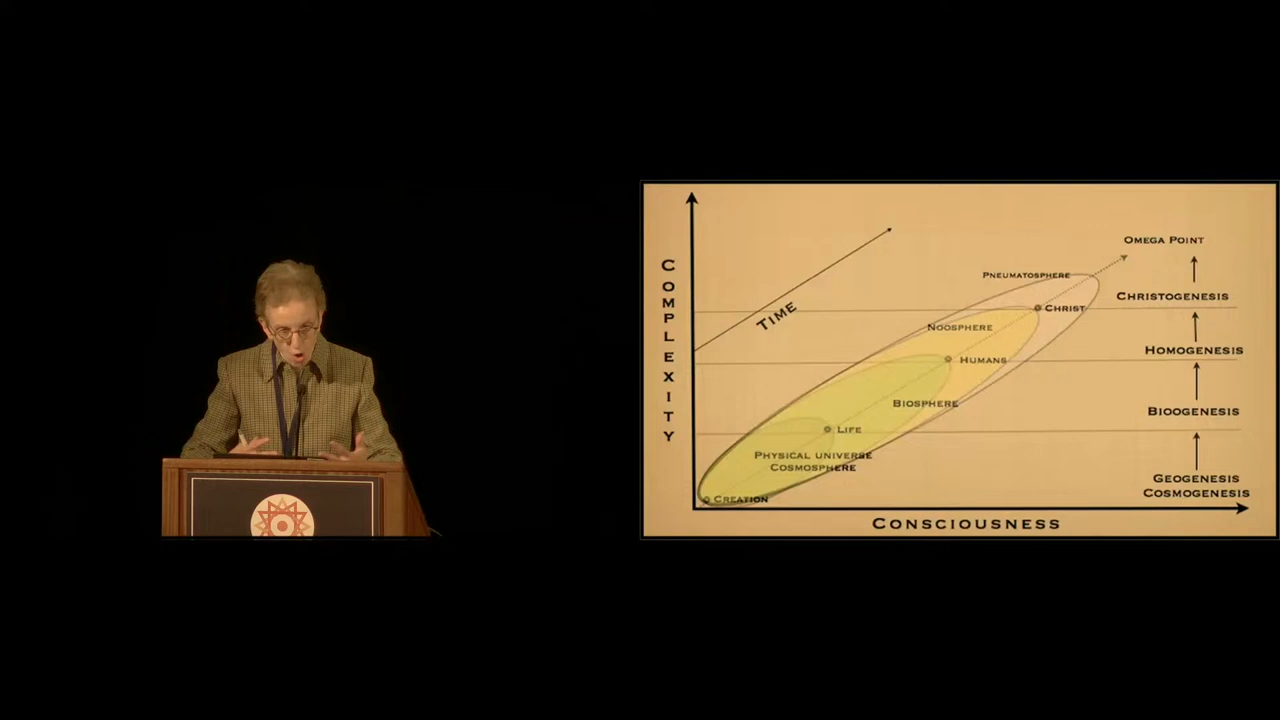 COMPLEXITY
TIME
OMEGA POINT
PNEUMATOSPHERE
CHRISTOGENESIS
CHRIST
NOOSPHERE
HOMOGENESIS
HUMANS
BIOSPHERE
BIOOGENESIS
LIFE
PHYSICAL UNIVERSE
COSMOSPHERE
GEOGENESIS
COSMOGENESIS
CREATION
CONSCIOUSNESS